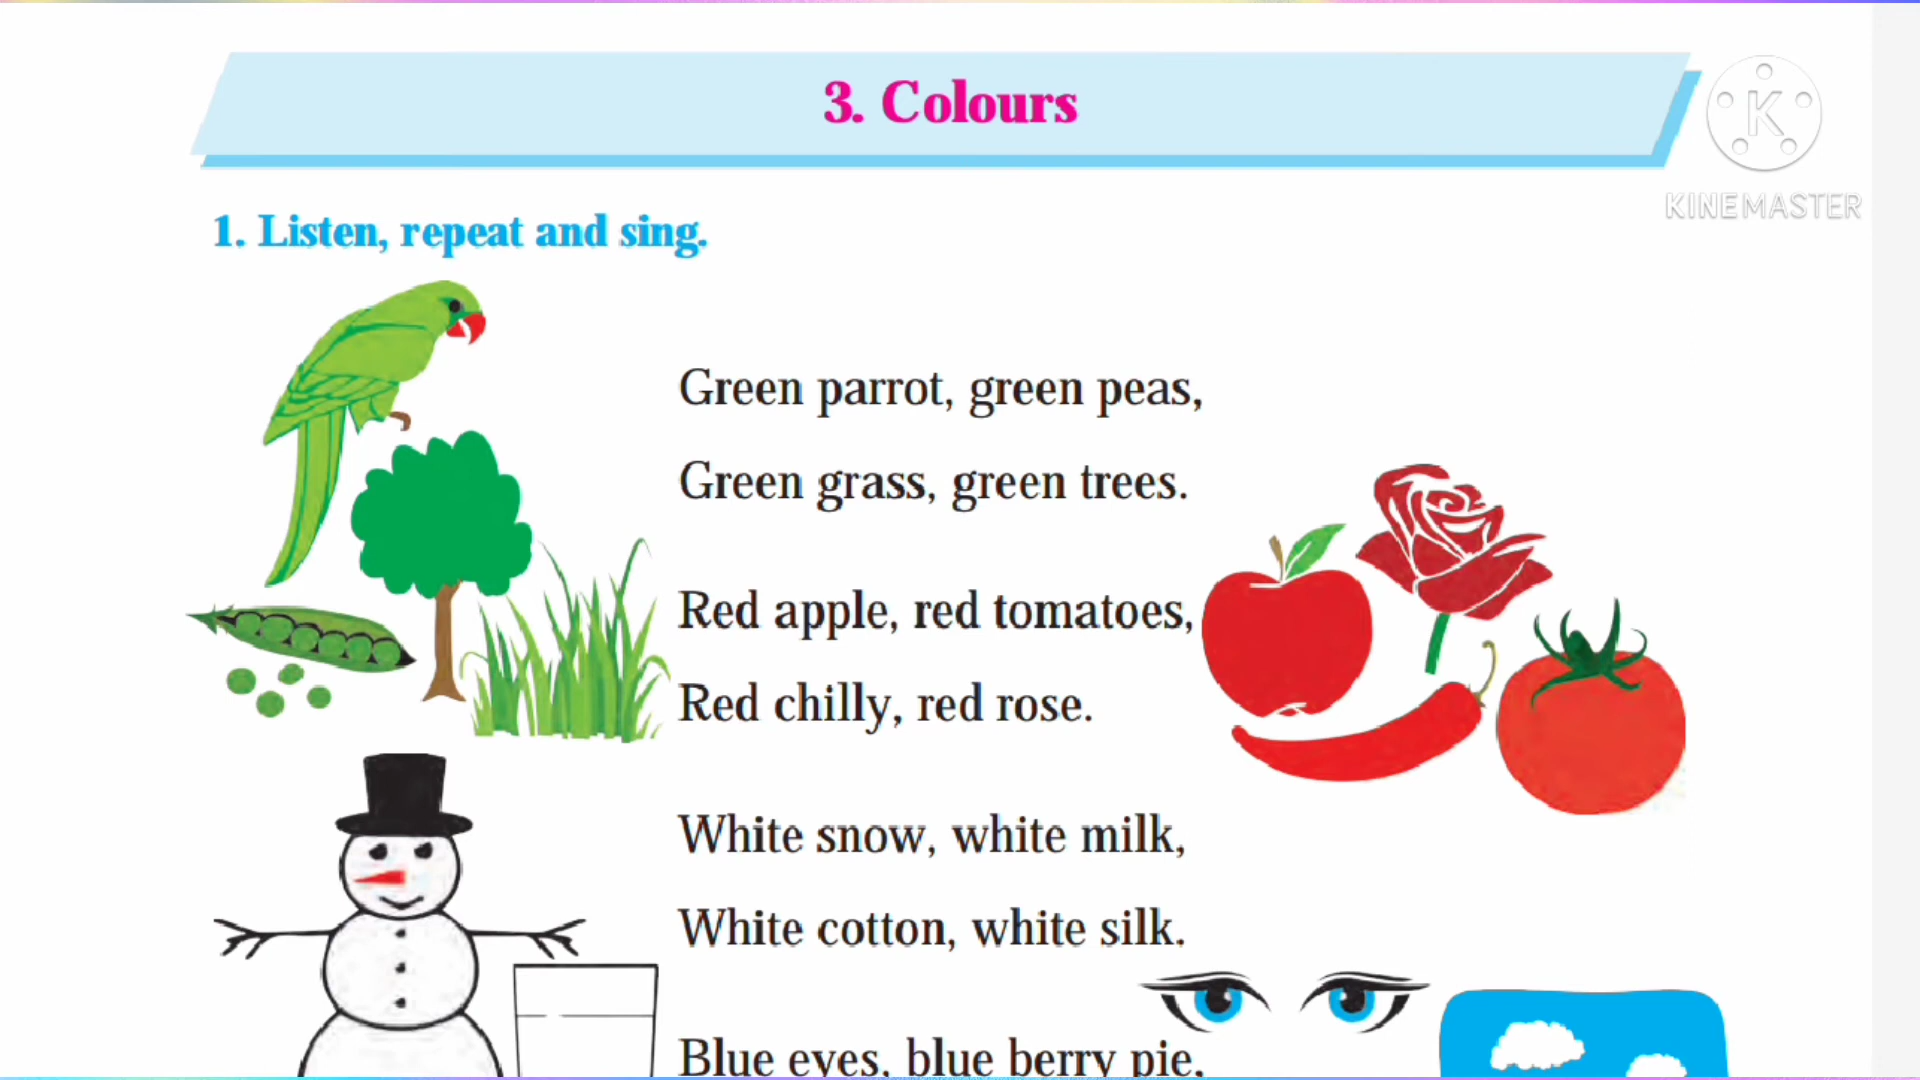 3. Colours
K
KINEMASTER
1. Listen, repeat and sing.
Green parrot, green peas,
Green grass, green trees.
Red apple, red tomatoes,
Red chilly, red rose.
White snow, white milk,
White cotton, white silk.
Blue eyes, blue berry pie,